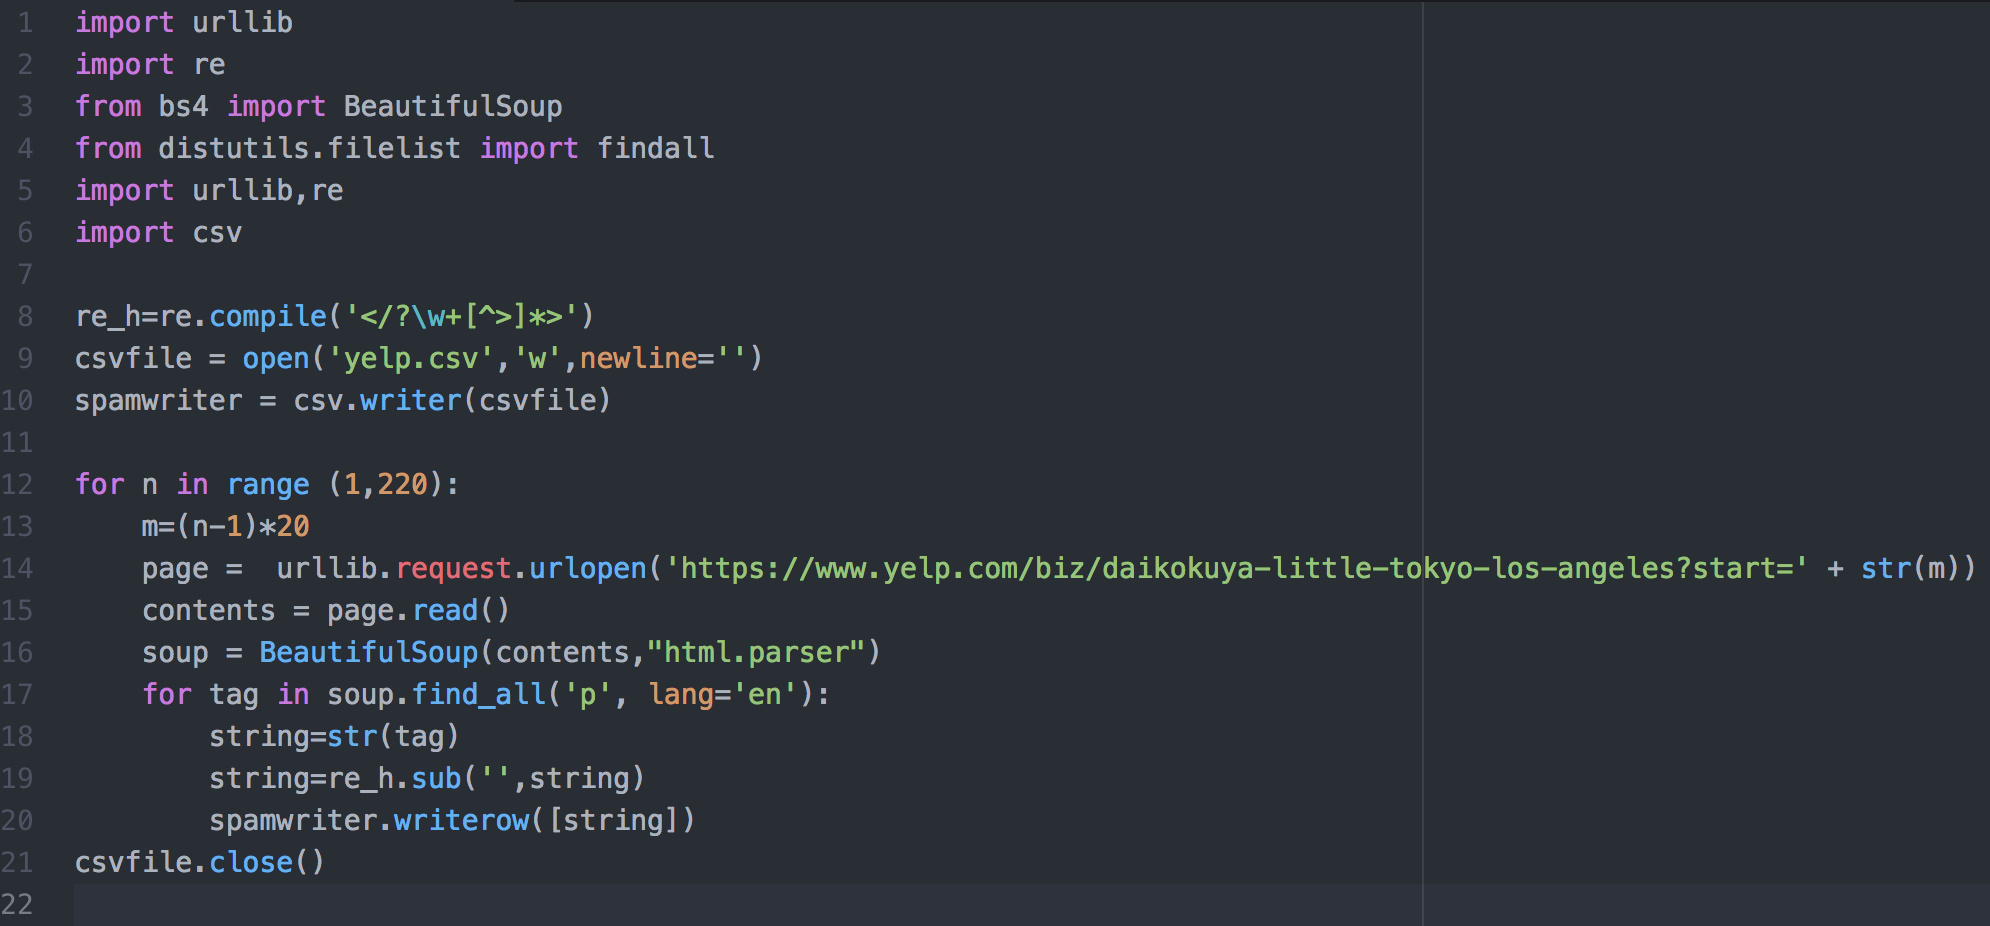 1 import urllib
2 import re
3 from bs4 import BeautifulSoup
4 from distutils.filelist import findall
5 import urllib,re
6 import csv
7
8 re_h=re.compile('</?\w+[^>]*>')
9 csvfile = open('yelp.csv','w',newline='')
10 spamwriter = csv.writer(csvfile)
11
12 for n in range (1,220):
13     m=(n-1)*20
14     page =  urllib.request.urlopen('https://www.yelp.com/biz/daikokuya-little-tokyo-los-angeles?start=' + str(m))
15     contents = page.read()
16     soup = BeautifulSoup(contents,"html.parser")
17     for tag in soup.find_all('p', lang='en'):
18         string=str(tag)
19         string=re_h.sub('',string)
20         spamwriter.writerow([string])
21 csvfile.close()
22